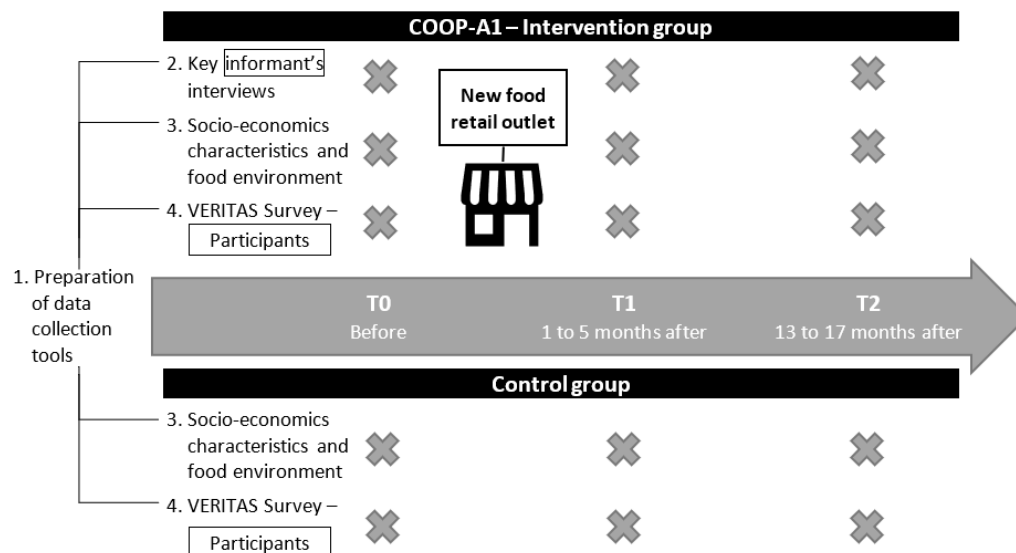 COOP-A1 – Intervention group
2. Key informant's
interviews
New food
retail outlet
3. Socio-economics
characteristics and
food environment
4. VERITAS Survey –
Participants
1. Preparation
of data
collection
tools
T0
Before
T1
1 to 5 months after
T2
13 to 17 months after
Control group
3. Socio-economics
characteristics and
food environment
4. VERITAS Survey –
Participants